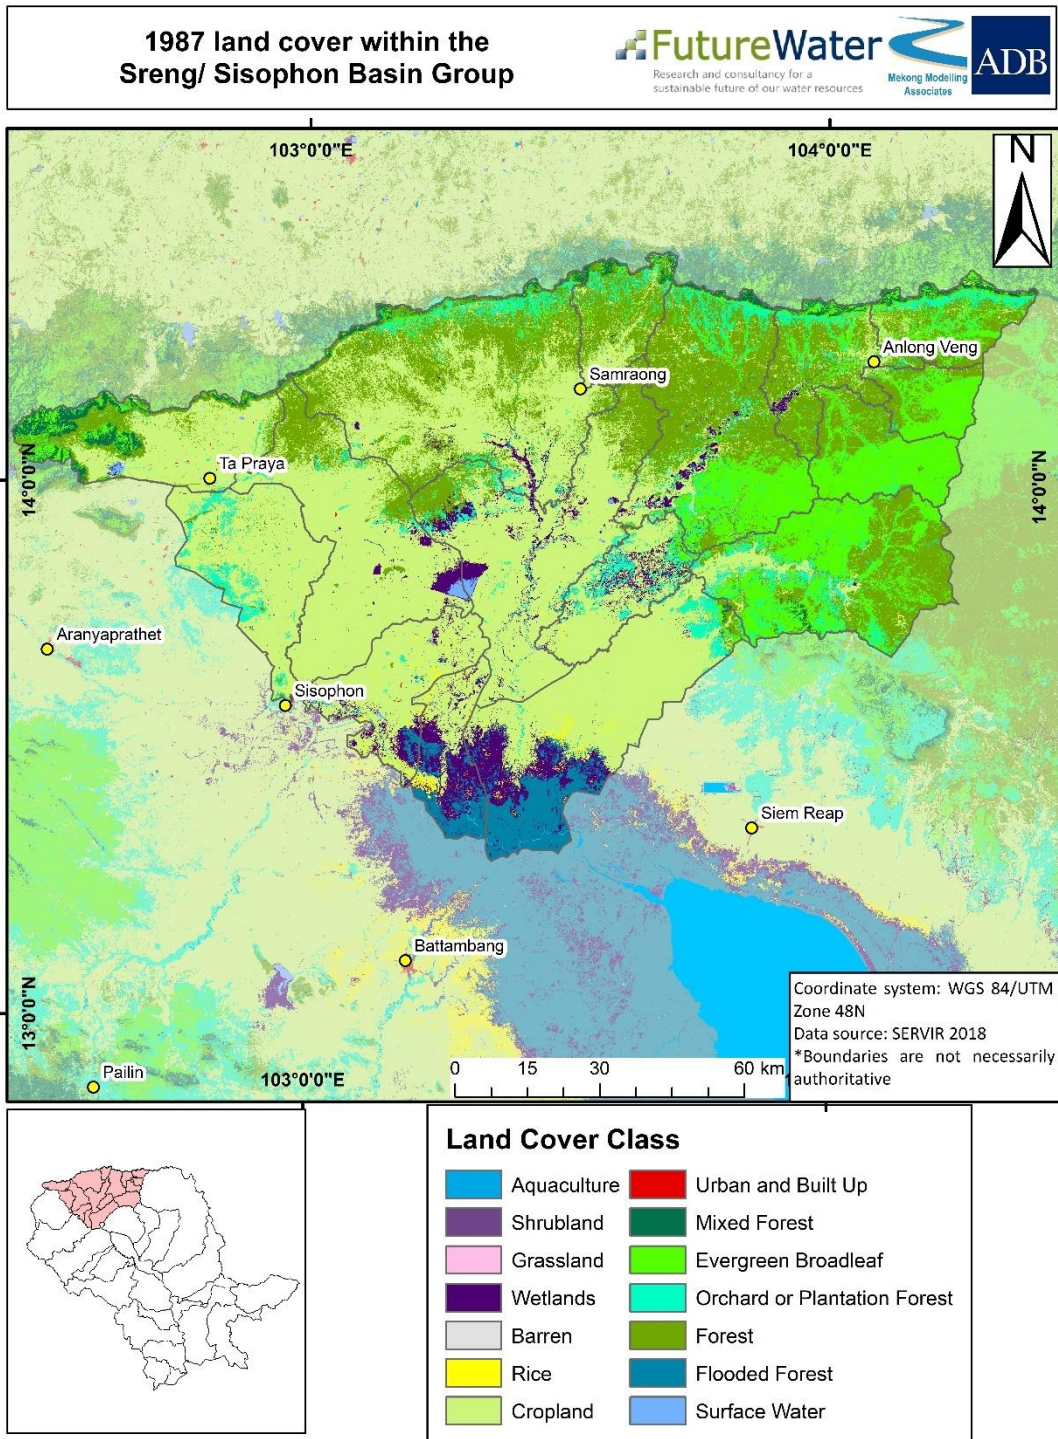 1987 land cover within the
Sreng/ Sisophon Basin Group
FutureWater
Research and consultancy for a
sustainable future of our water resources
Mekong Modelling
Associates
ADB
103°0'0"E
104°0'0"E
N
Anlong Veng
Samraong
Ta Praya
14°0'0"N
14°0'0"N
Aranyaprathet
Sisophon
Siem Reap
Battambang
13°0'0"N
Pailin
103°0'0"E
0 15 30 60 km
Coordinate system: WGS 84/UTM
Zone 48N
Data source: SERVIR 2018
*Boundaries are not necessarily
authoritative
Land Cover Class
Aquaculture
Shrubland
Grassland
Wetlands
Barren
Rice
Cropland
Urban and Built Up
Mixed Forest
Evergreen Broadleaf
Orchard or Plantation Forest
Forest
Flooded Forest
Surface Water